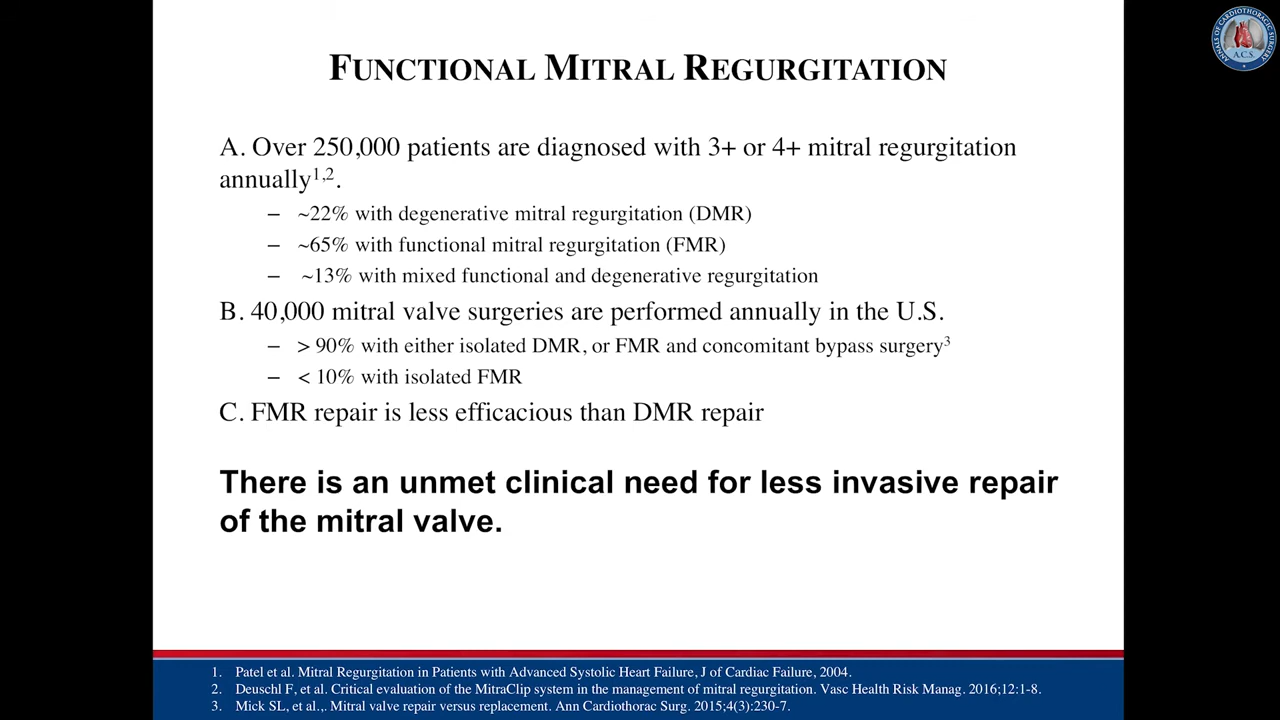 FUNCTIONAL MITRAL REGURGITATION
A. Over 250,000 patients are diagnosed with 3+ or 4+ mitral regurgitation
annually1,2.
– ~22% with degenerative mitral regurgitation (DMR)
– ~65% with functional mitral regurgitation (FMR)
– ~13% with mixed functional and degenerative regurgitation
B. 40,000 mitral valve surgeries are performed annually in the U.S.
– > 90% with either isolated DMR, or FMR and concomitant bypass surgery3
– < 10% with isolated FMR
C. FMR repair is less efficacious than DMR repair
There is an unmet clinical need for less invasive repair
of the mitral valve.
1. Patel et al. Mitral Regurgitation in Patients with Advanced Systolic Heart Failure, J of Cardiac Failure, 2004.
2. Deuschl F, et al. Critical evaluation of the MitraClip system in the management of mitral regurgitation. Vasc Health Risk Manag. 2016;12:1-8.
3. Mick SL, et al.,. Mitral valve repair versus replacement. Ann Cardiothorac Surg. 2015;4(3):230-7.
ANNALS OF CARDIOTHORACIC SURGERY
A.C.S.